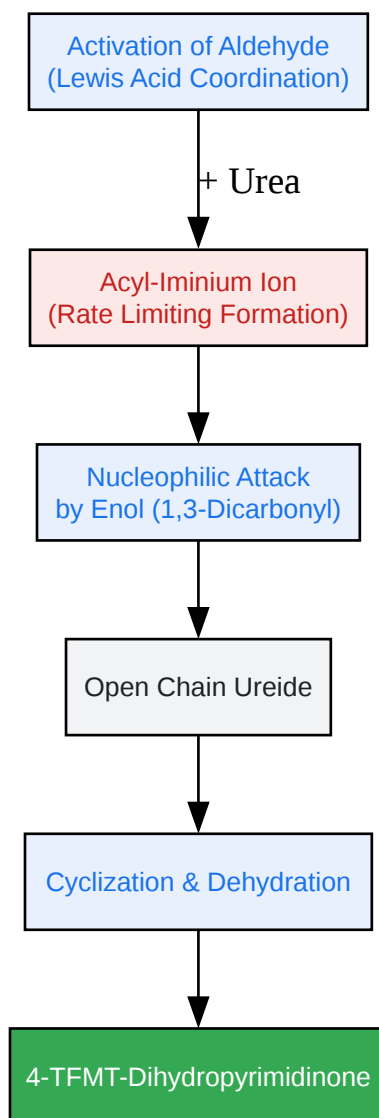 Activation of Aldehyde
(Lewis Acid Coordination)
+ Urea
Acyl-Iminium Ion
(Rate Limiting Formation)
Nucleophilic Attack
by Enol (1,3-Dicarbonyl)
Open Chain Ureide
Cyclization & Dehydration
4-TFMT-Dihydropyrimidinone